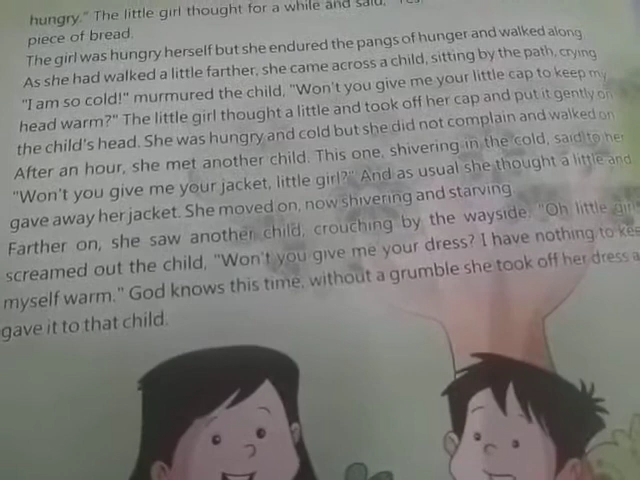 hungry." The little girl thought for a while and said,
piece of bread.
The girl was hungry herself but she endured the pangs of hunger and walked along.
As she had walked a little farther, she came across a child, sitting by the path, crying
"I am so cold!" murmured the child, "Won't you give me your little cap to keep my
head warm?" The little girl thought a little and took off her cap and put it gently on
the child's head. She was hungry and cold but she did not complain and walked on
After an hour, she met another child. This one, shivering in the cold, said to her
"Won't you give me your jacket, little girl?" And as usual she thought a little and
gave away her jacket. She moved on, now shivering and starving.
Farther on, she saw another child, crouching by the wayside. "Oh little girl"
screamed out the child, "Won't you give me your dress? I have nothing to
myself warm." God knows this time, without a grumble she took off her dress
gave it to that child.